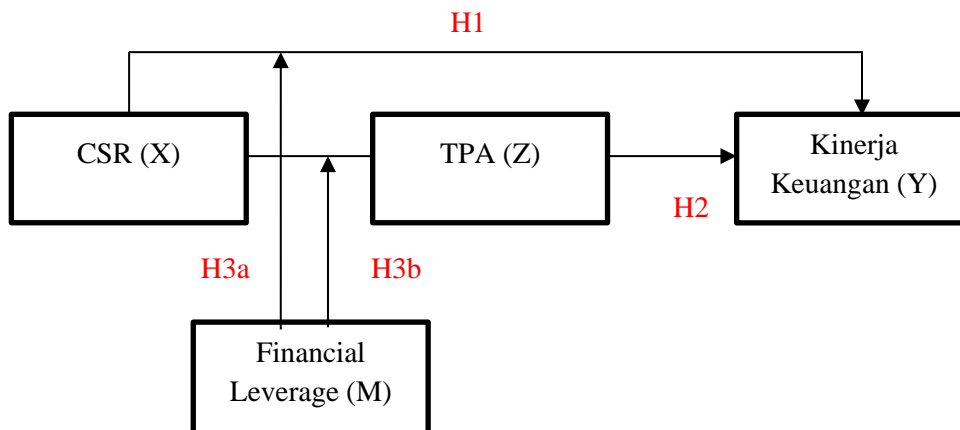 H1
CSR (X)
TPA (Z)
Kinerja
Keuangan (Y)
H2
H3a
H3b
Financial
Leverage (M)